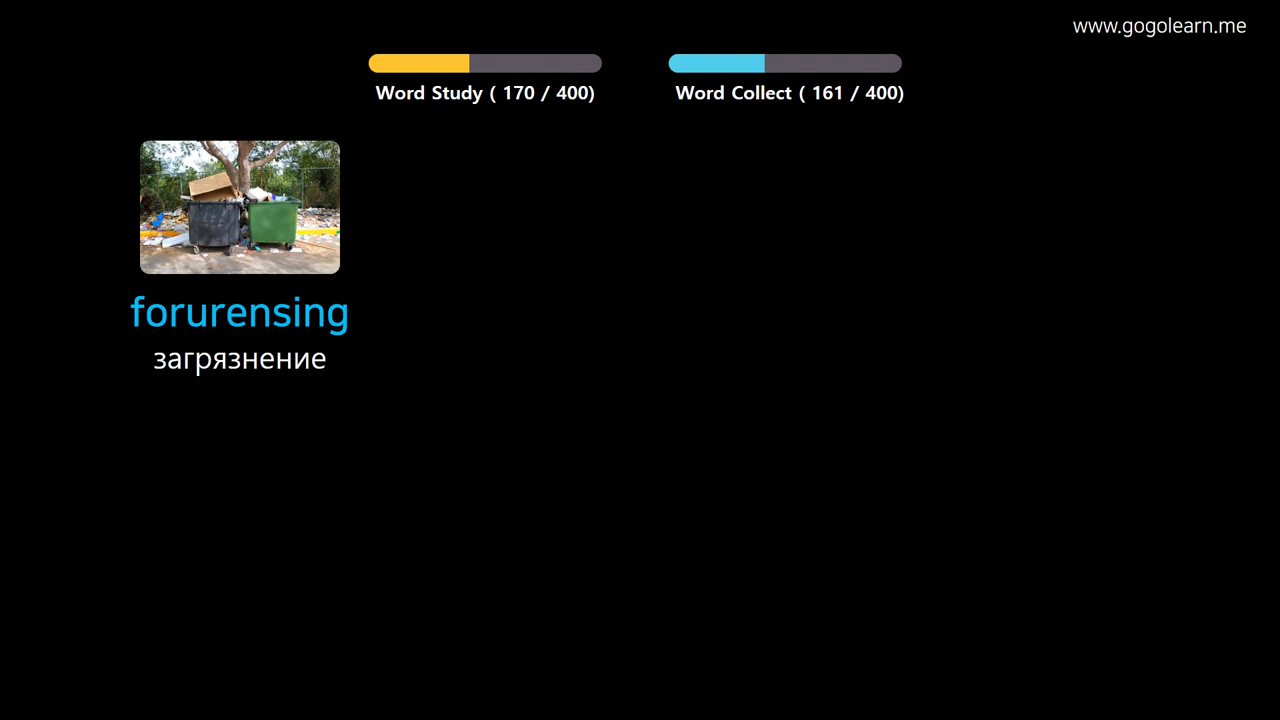 www.gogolearn.me
Word Study ( 170 / 400)
Word Collect ( 161 / 400)
forurensing
загрязнение